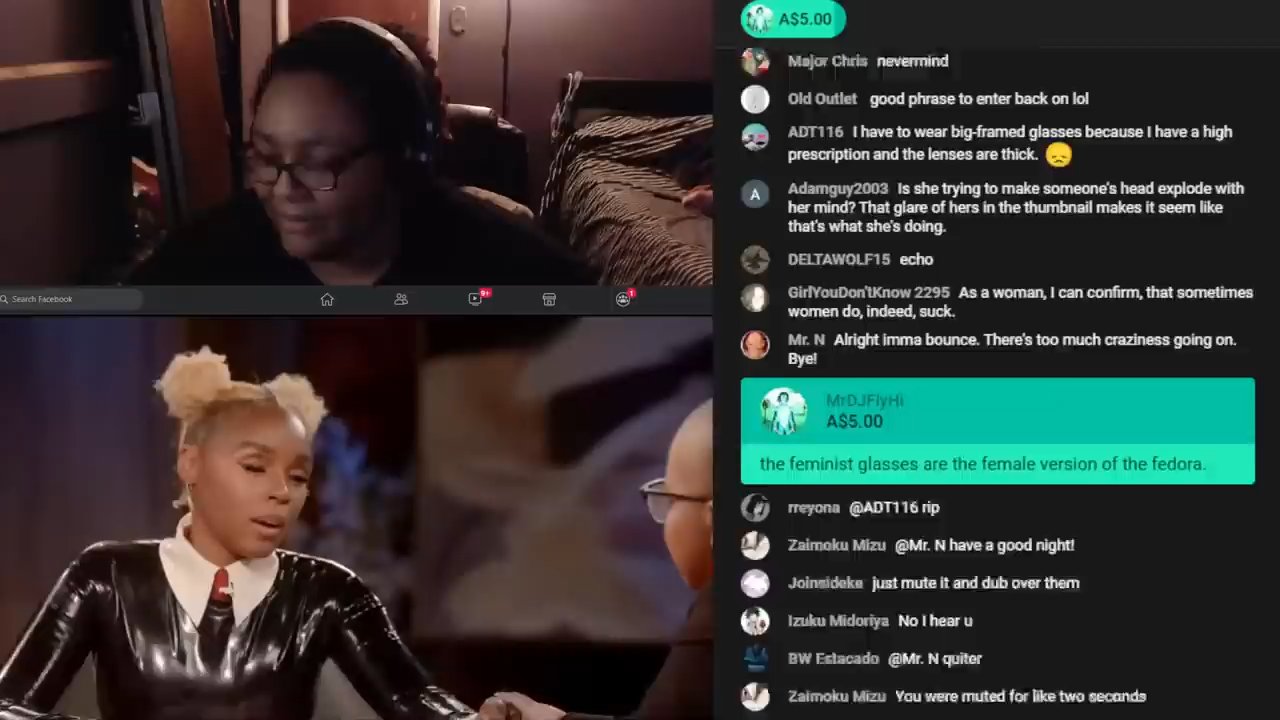 A$5.00
Major Chris nevermind
Old Outlet good phrase to enter back on lol
ADT116 I have to wear big-framed glasses because I have a high
prescription and the lenses are thick. 😞
A
Adamguy2003 Is she trying to make someone's head explode with
her mind? That glare of hers in the thumbnail makes it seem like
that's what she's doing.
DELTAWOLF15 echo
GirlYouDon'tKnow 2295 As a woman, I can confirm, that sometimes
women do, indeed, suck.
Search Facebook
9+
1
Mr. N Alright imma bounce. There's too much craziness going on.
Bye!
MrDJFlyHi
A$5.00
the feminist glasses are the female version of the fedora.
rreyona @ADT116 rip
Zaimoku Mizu @Mr. N have a good night!
Joinsideke just mute it and dub over them
Izuku Midoriya No I hear u
BW Estacado @Mr. N quiter
Zaimoku Mizu You were muted for like two seconds